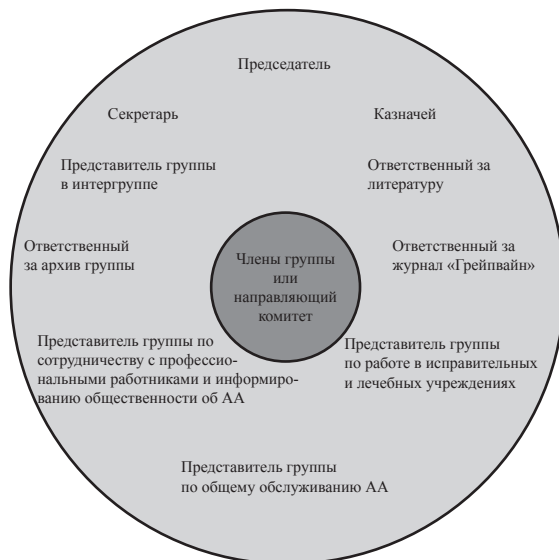 Председатель
Секретарь
Казначей
Представитель группы
в интергруппе
Ответственный за
литературу
Ответственный
за архив группы
Члены группы
или
направляющий
комитет
Ответственный за
журнал «Грейпвайн»
Представитель группы по
сотрудничеству с профессио-
нальными работниками и информиро-
ванию общественности об АА
Представитель группы
по работе в исправительных
и лечебных учреждениях
Представитель группы
по общему обслуживанию АА